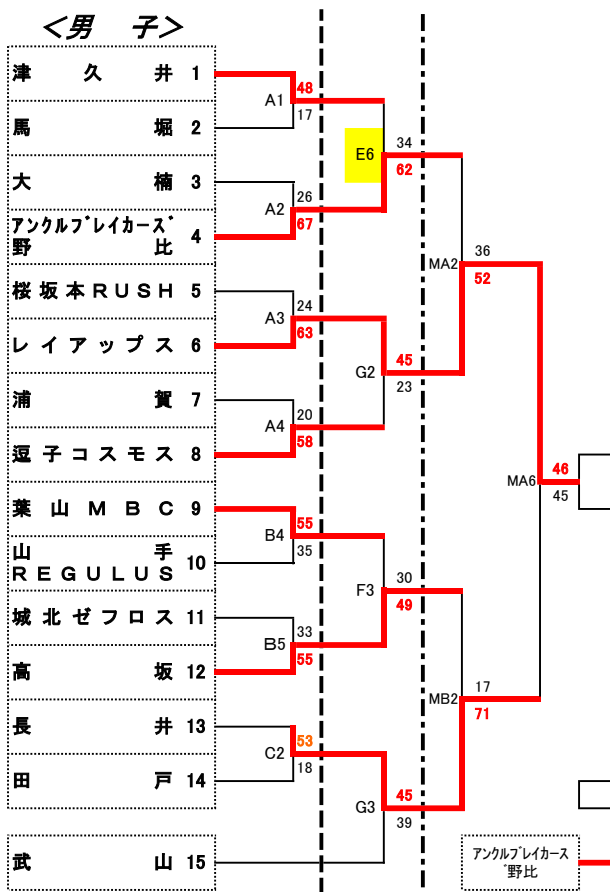 ＜男 子＞
津久井 1
48
A1
17
馬堀 2
34
E6
62
大楠 3
26
A2
67
アンクルブレイカーズ
野比 4
36
MA2
52
桜坂本RUSH 5
24
A3
63
レイアップス 6
45
G2
23
浦賀 7
20
A4
58
逗子コスモス 8
46
MA6
45
葉山MBC 9
55
B4
35
山手
REGULUS 10
30
F3
49
城北ゼフロス 11
33
B5
55
高坂 12
17
MB2
71
長井 13
53
C2
18
田戸 14
45
G3
39
武山 15
アンクルブレイカース
゛野比